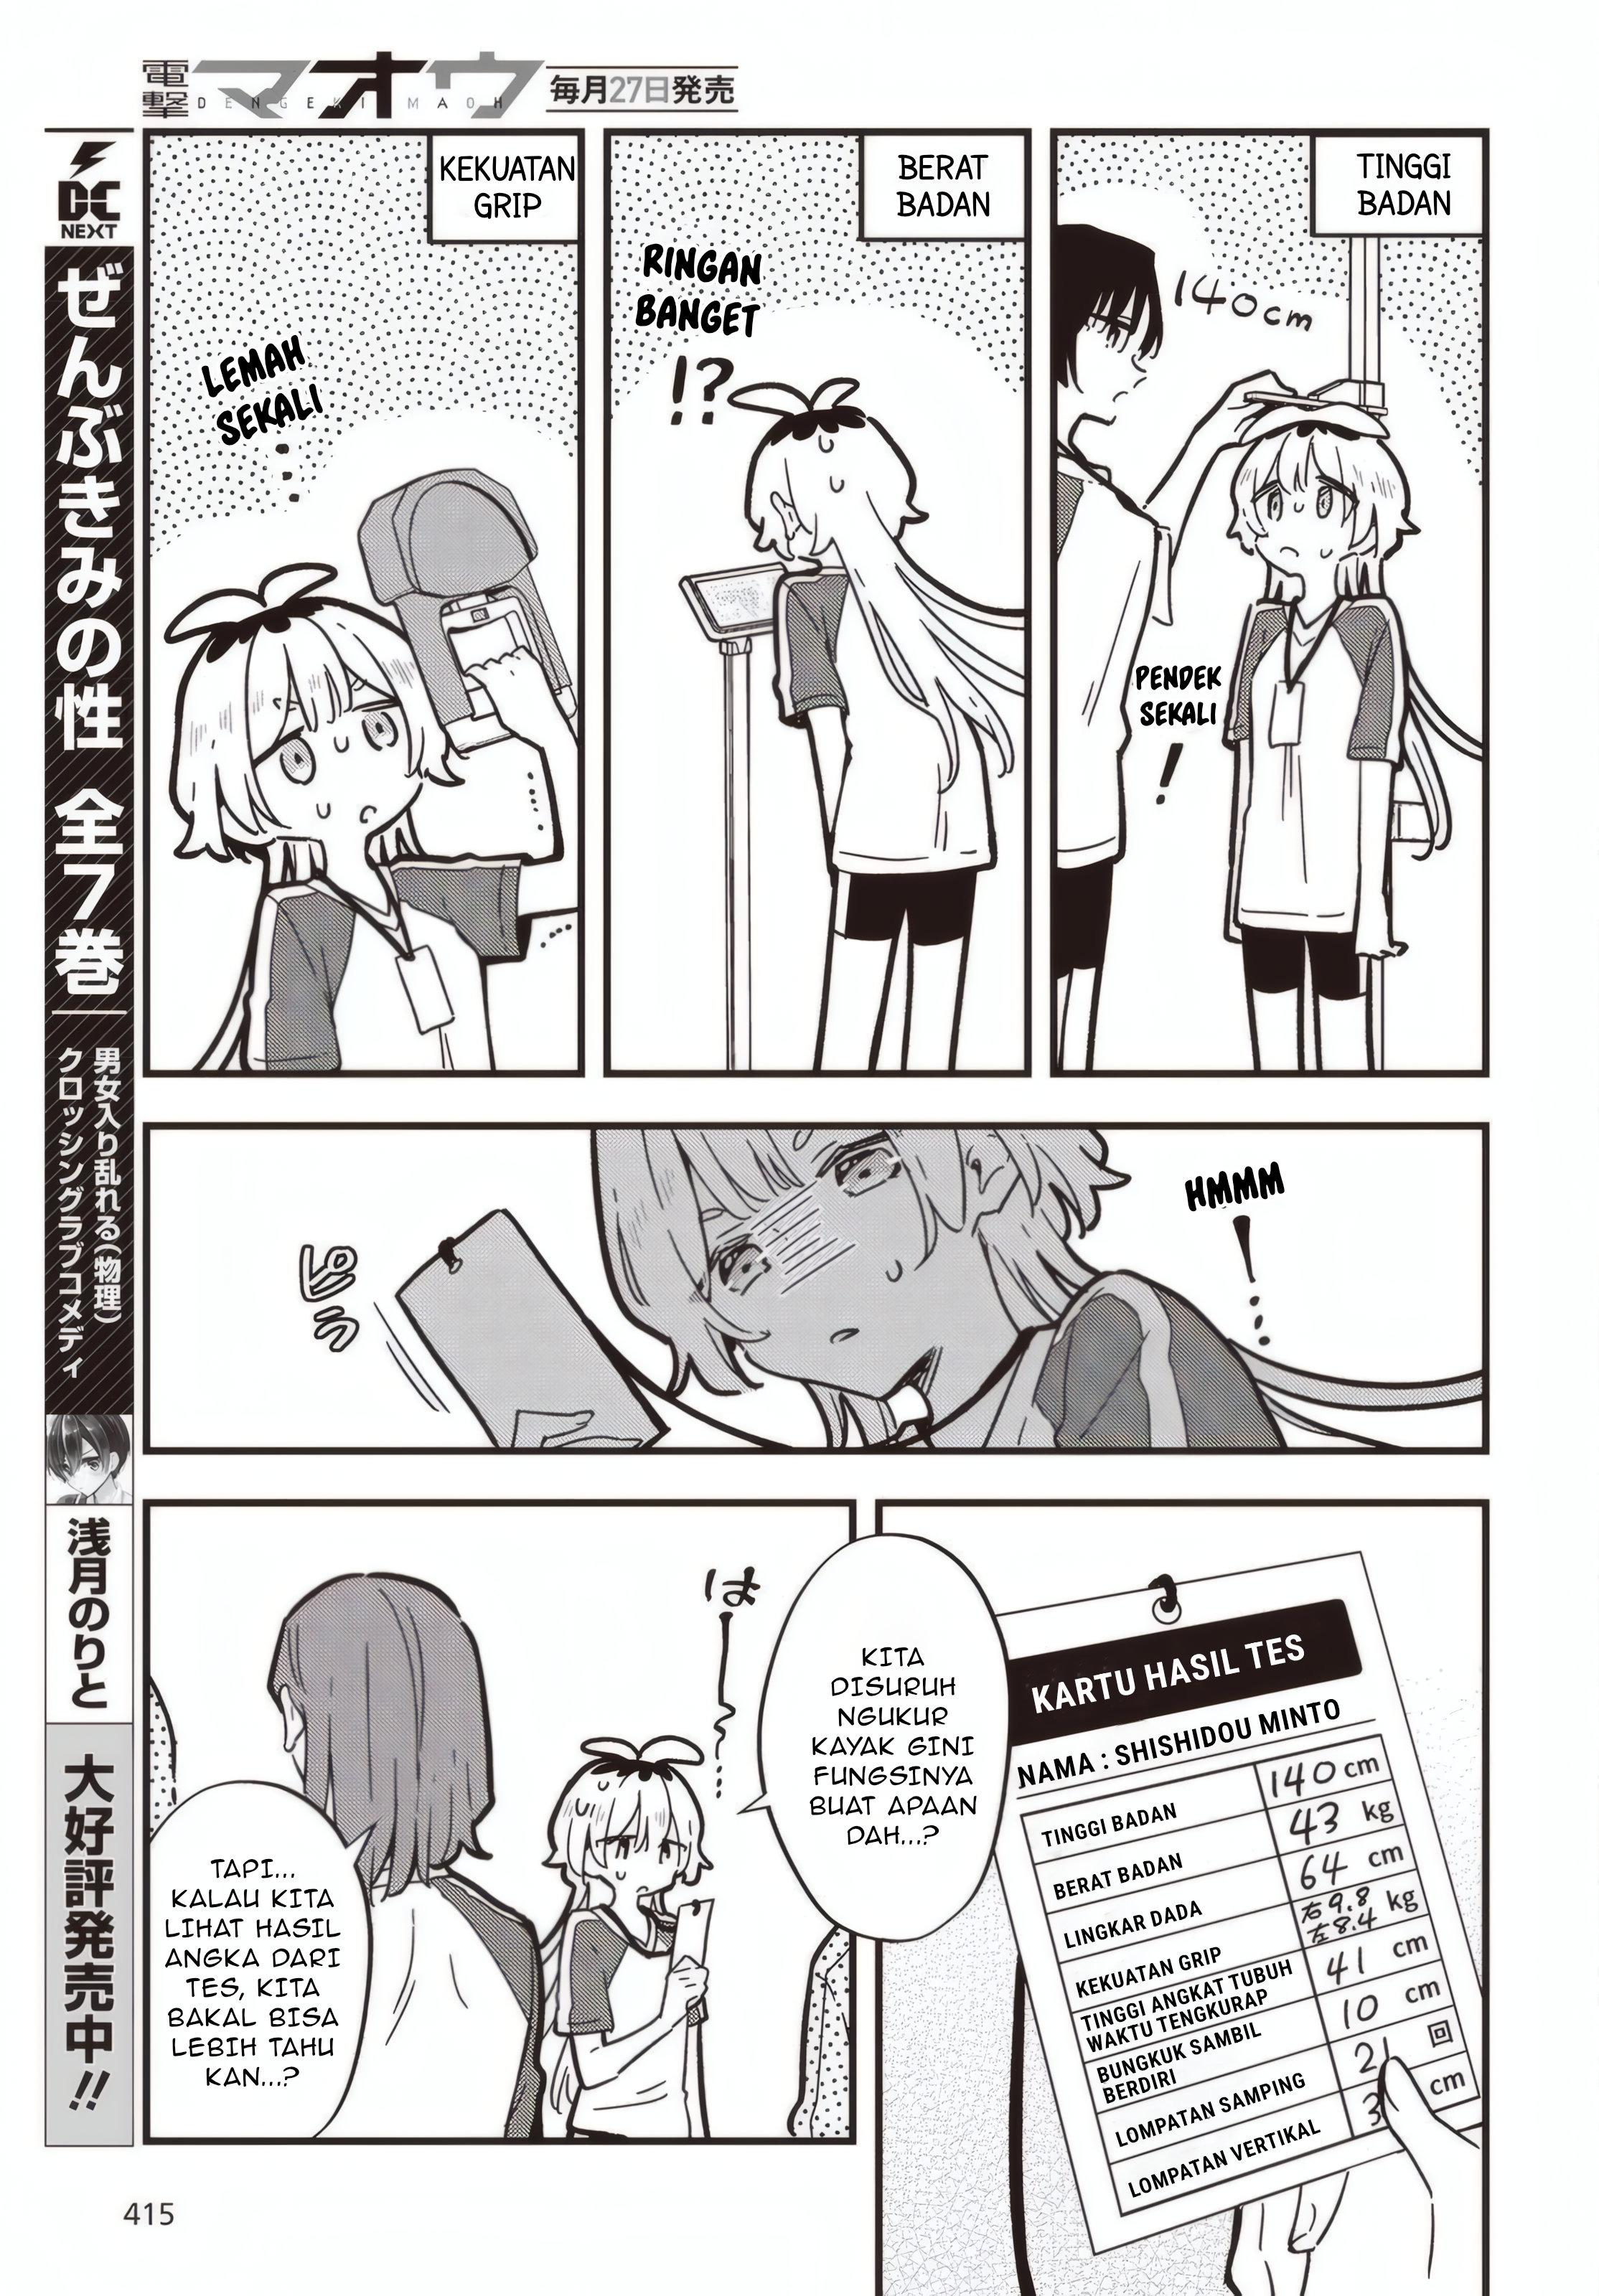 電撃マオウ
DENGEKI MAOH
毎月27日発売
TINGGI
BADAN
140cm
PENDEK
SEKALI
!
BERAT
BADAN
RINGAN
BANGET
!?
KEKUATAN
GRIP
LEMAH
SEKALI
...
HMMM
ピラ
KARTU HASIL TES
NAMA : SHISHIDOU MINTO
TINGGI BADAN 140 cm
BERAT BADAN 43 kg
LINGKAR DADA 64 cm
KEKUATAN GRIP 右9.8 左8.4 kg
TINGGI ANGKAT TUBUH
WAKTU TENGKURAP 41 cm
BUNGKUK SAMBIL
BERDIRI 10 cm
LOMPATAN SAMPING 21 回
LOMPATAN VERTIKAL 3 cm
KITA
DISURUH
NGUKUR
KAYAK GINI
FUNGSINYA
BUAT APAAN
DAH...?
は
TAPI...
KALAU KITA
LIHAT HASIL
ANGKA DARI
TES, KITA
BAKAL BISA
LEBIH TAHU
KAN...?
DC
NEXT
ぜんぶきみの性 全7巻
男女入り乱れる(物理)
クロッシングラブコメディ
浅月のりと
大好評発売中!!
415